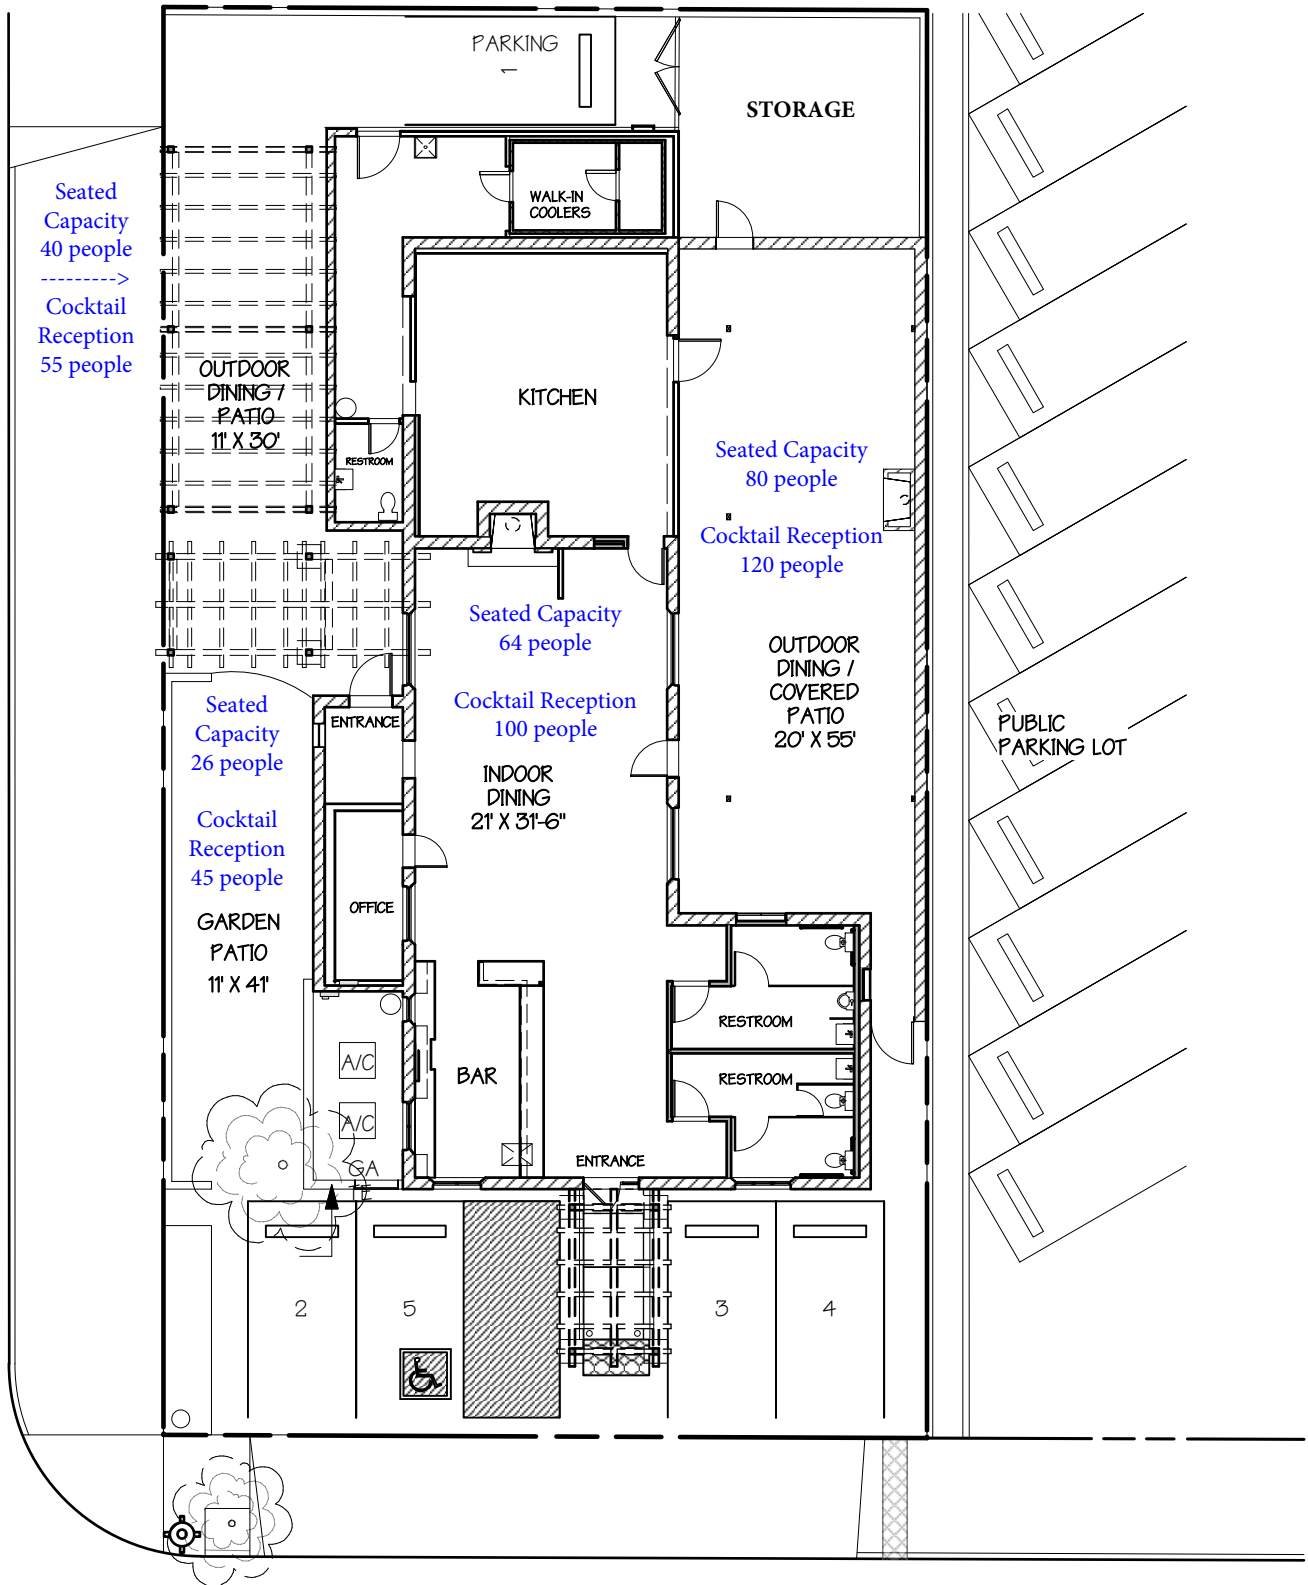 PARKING
1
STORAGE
WALK-IN
COOLERS
Seated
Capacity
40 people
--------->
Cocktail
Reception
55 people
OUTDOOR
DINING /
PATIO
11' X 30'
KITCHEN
RESTROOM
Seated Capacity
80 people
Cocktail Reception
120 people
Seated Capacity
64 people
Cocktail Reception
100 people
INDOOR
DINING
21' X 31'-6"
OUTDOOR
DINING /
COVERED
PATIO
20' X 55'
PUBLIC
PARKING LOT
Seated
Capacity
26 people
Cocktail
Reception
45 people
GARDEN
PATIO
11' X 41'
ENTRANCE
OFFICE
A/C
A/C
GA
BAR
RESTROOM
RESTROOM
ENTRANCE
2
5
3
4